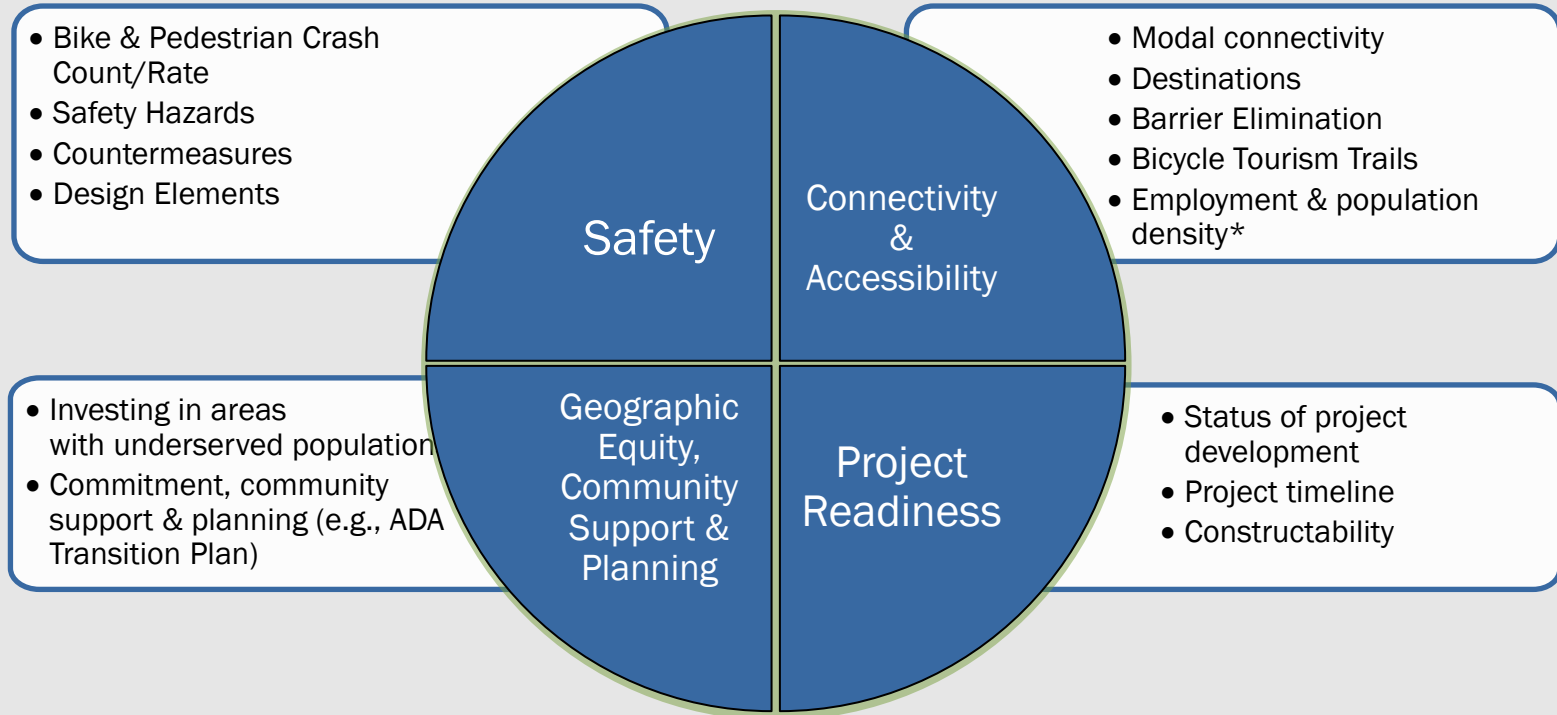 • Bike & Pedestrian Crash
Count/Rate
• Safety Hazards
• Countermeasures
• Design Elements
Safety
• Modal connectivity
• Destinations
• Barrier Elimination
• Bicycle Tourism Trails
• Employment & population
density*
Connectivity
&
Accessibility
• Investing in areas
with underserved population
• Commitment, community
support & planning (e.g., ADA
Transition Plan)
Geographic
Equity,
Community
Support &
Planning
Project
Readiness
• Status of project
development
• Project timeline
• Constructability